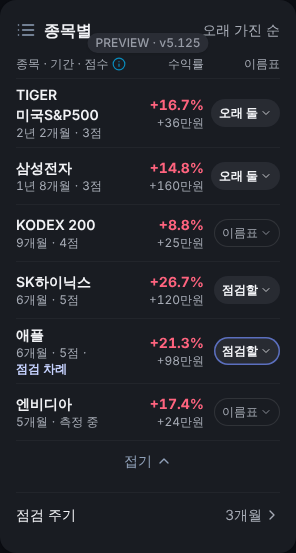 종목별
오래 가진 순
PREVIEW · v5.125
종목 · 기간 · 점수 수익률 이름표
TIGER
미국S&P500
2년 2개월 · 3점
+16.7%
+36만원
오래 둘
삼성전자
1년 8개월 · 3점
+14.8%
+160만원
오래 둘
KODEX 200
9개월 · 4점
+8.8%
+25만원
이름표
SK하이닉스
6개월 · 5점
+26.7%
+120만원
점검할
애플
6개월 · 5점 ·
점검 차례
+21.3%
+98만원
점검할
엔비디아
5개월 · 측정 중
+17.4%
+24만원
이름표
접기
점검 주기 3개월